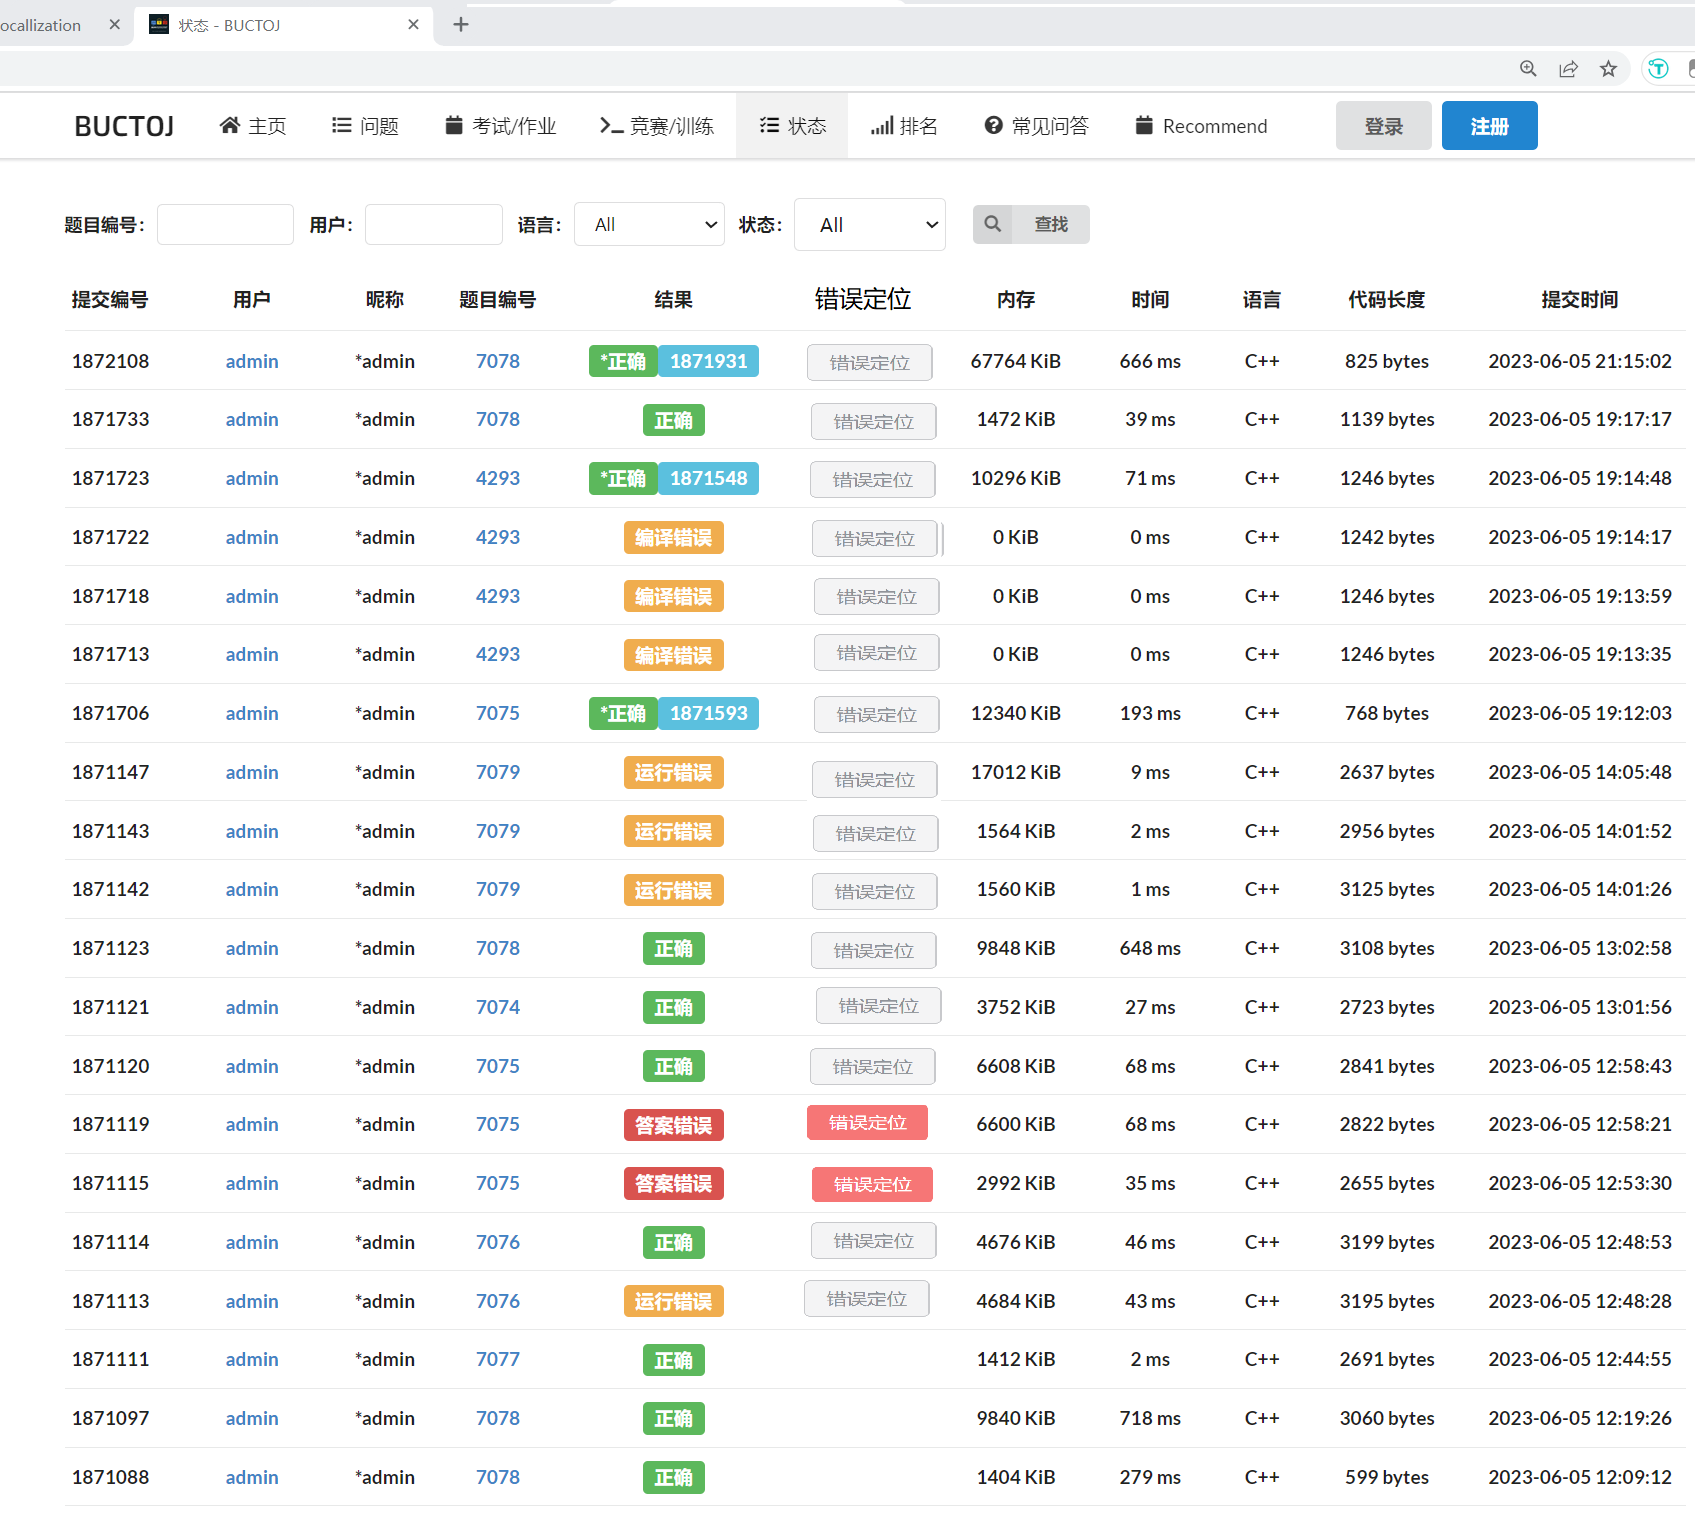 ocallization
状态 - BUCTOJ
BUCTOJ 主页 问题 考试/作业 竞赛/训练 状态 排名 常见问答 Recommend 登录 注册
题目编号： 用户： 语言： All 状态： All 查找
提交编号 用户 昵称 题目编号 结果 错误定位 内存 时间 语言 代码长度 提交时间
1872108 admin *admin 7078 *正确 1871931 错误定位 67764 KiB 666 ms C++ 825 bytes 2023-06-05 21:15:02
1871733 admin *admin 7078 正确 错误定位 1472 KiB 39 ms C++ 1139 bytes 2023-06-05 19:17:17
1871723 admin *admin 4293 *正确 1871548 错误定位 10296 KiB 71 ms C++ 1246 bytes 2023-06-05 19:14:48
1871722 admin *admin 4293 编译错误 错误定位 0 KiB 0 ms C++ 1242 bytes 2023-06-05 19:14:17
1871718 admin *admin 4293 编译错误 错误定位 0 KiB 0 ms C++ 1246 bytes 2023-06-05 19:13:59
1871713 admin *admin 4293 编译错误 错误定位 0 KiB 0 ms C++ 1246 bytes 2023-06-05 19:13:35
1871706 admin *admin 7075 *正确 1871593 错误定位 12340 KiB 193 ms C++ 768 bytes 2023-06-05 19:12:03
1871147 admin *admin 7079 运行错误 错误定位 17012 KiB 9 ms C++ 2637 bytes 2023-06-05 14:05:48
1871143 admin *admin 7079 运行错误 错误定位 1564 KiB 2 ms C++ 2956 bytes 2023-06-05 14:01:52
1871142 admin *admin 7079 运行错误 错误定位 1560 KiB 1 ms C++ 3125 bytes 2023-06-05 14:01:26
1871123 admin *admin 7078 正确 错误定位 9848 KiB 648 ms C++ 3108 bytes 2023-06-05 13:02:58
1871121 admin *admin 7074 正确 错误定位 3752 KiB 27 ms C++ 2723 bytes 2023-06-05 13:01:56
1871120 admin *admin 7075 正确 错误定位 6608 KiB 68 ms C++ 2841 bytes 2023-06-05 12:58:43
1871119 admin *admin 7075 答案错误 错误定位 6600 KiB 68 ms C++ 2822 bytes 2023-06-05 12:58:21
1871115 admin *admin 7075 答案错误 错误定位 2992 KiB 35 ms C++ 2655 bytes 2023-06-05 12:53:30
1871114 admin *admin 7076 正确 错误定位 4676 KiB 46 ms C++ 3199 bytes 2023-06-05 12:48:53
1871113 admin *admin 7076 运行错误 错误定位 4684 KiB 43 ms C++ 3195 bytes 2023-06-05 12:48:28
1871111 admin *admin 7077 正确 1412 KiB 2 ms C++ 2691 bytes 2023-06-05 12:44:55
1871097 admin *admin 7078 正确 9840 KiB 718 ms C++ 3060 bytes 2023-06-05 12:19:26
1871088 admin *admin 7078 正确 1404 KiB 279 ms C++ 599 bytes 2023-06-05 12:09:12